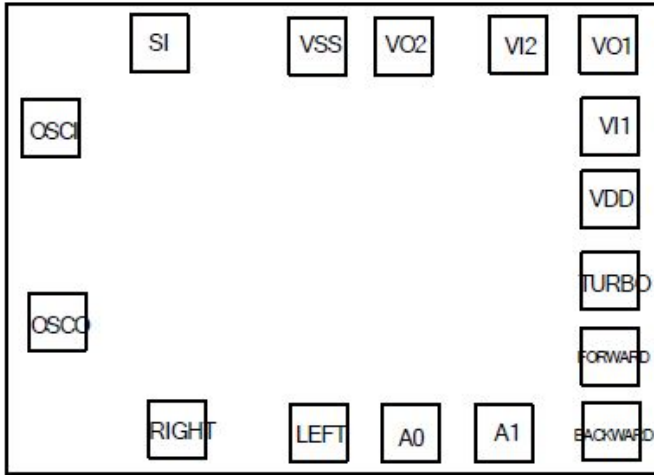 SI VSS VO2 VI2 VO1
OSCI VI1
VDD
TURBO
OSCO
FORWARD
RIGHT LEFT A0 A1 BACKWARD